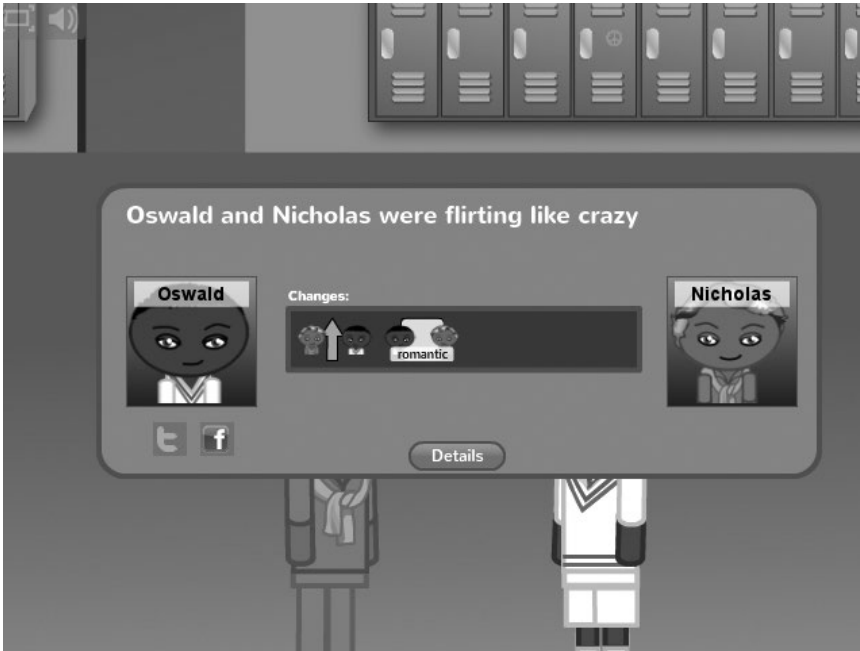 Oswald and Nicholas were flirting like crazy
Oswald
Changes:
Nicholas
romantic
t f
Details